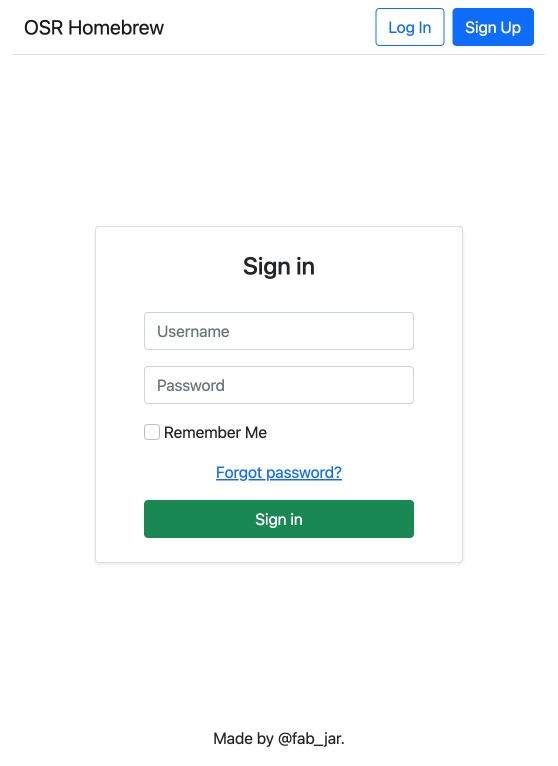 OSR Homebrew
Log In
Sign Up
Sign in
Username
Password
Remember Me
Forgot password?
Sign in
Made by @fab_jar.